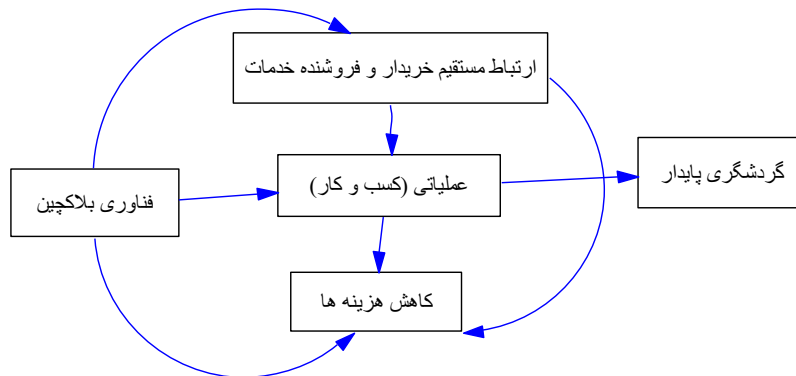 ارتباط مستقیم خریدار و فروشنده خدمات
گردشگری پایدار
عملیاتی (کسب و کار)
فناوری بلاکچین
کاهش هزینه ها